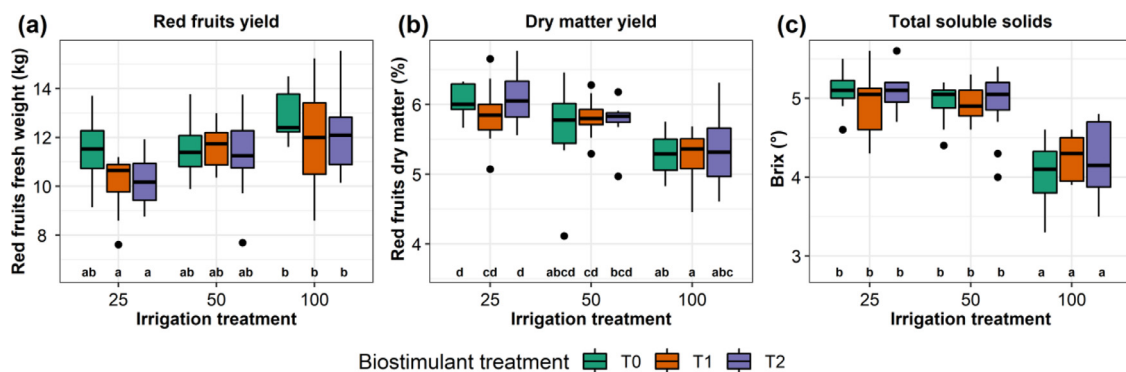 (a) Red fruits yield
Red fruits fresh weight (kg)
14
12
10
8
ab a a ab ab ab b b b
25 50 100
Irrigation treatment
(b) Dry matter yield
Red fruits dry matter (%)
6
5
4
d cd d abcd cd bcd ab a abc
25 50 100
Irrigation treatment
(c) Total soluble solids
Brix (°)
5
4
3
b b b b b b a a a
25 50 100
Irrigation treatment
Biostimulant treatment T0 T1 T2